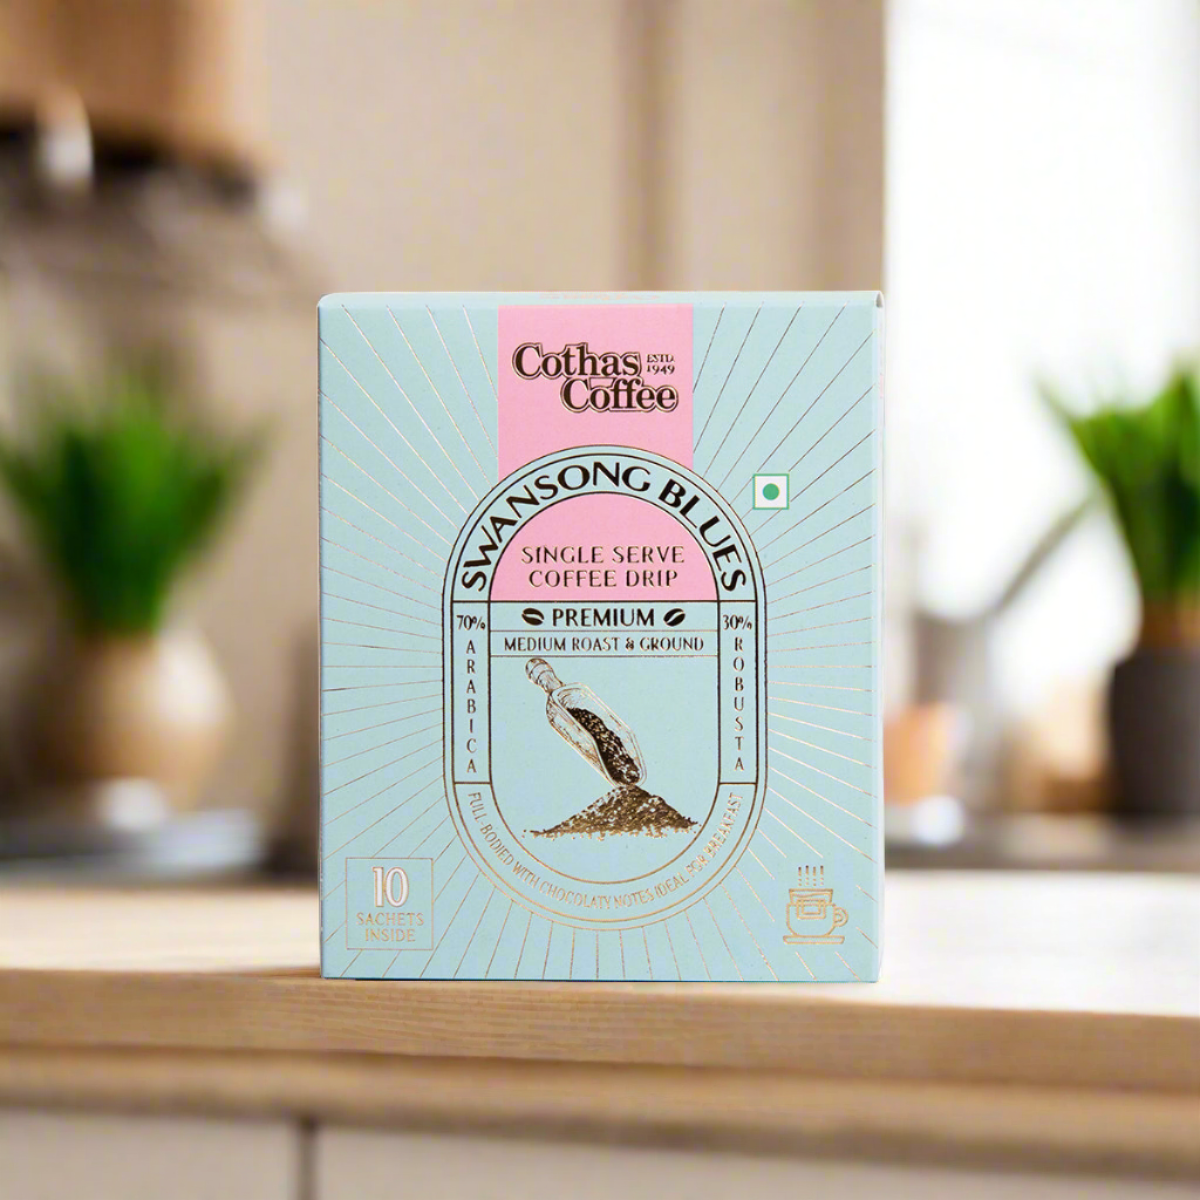 Cothas ESTD. 1949
Coffee
SWANSONG BLUES
SINGLE SERVE
COFFEE DRIP
PREMIUM
MEDIUM ROAST & GROUND
70%
ARABICA
30%
ROBUSTA
FULL-BODIED WITH CHOCOLATY NOTES IDEAL FOR BREAKFAST
10
SACHETS
INSIDE